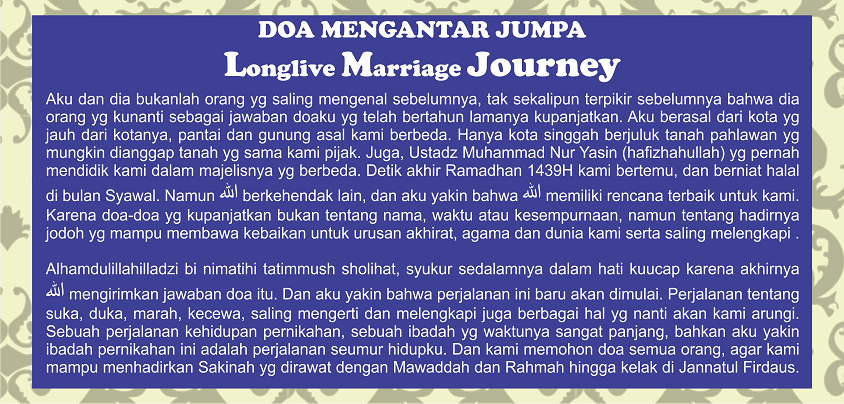 DOA MENGANTAR JUMPA
Longlive Marriage Journey
Aku dan dia bukanlah orang yg saling mengenal sebelumnya, tak sekalipun terpikir sebelumnya bahwa dia
orang yg kunanti sebagai jawaban doaku yg telah bertahun lamanya kupanjatkan. Aku berasal dari kota yg
jauh dari kotanya, pantai dan gunung asal kami berbeda. Hanya kota singgah berjuluk tanah pahlawan yg
mungkin dianggap tanah yg sama kami pijak. Juga, Ustadz Muhammad Nur Yasin (hafizhahullah) yg pernah
mendidik kami dalam majelisnya yg berbeda. Detik akhir Ramadhan 1439H kami bertemu, dan berniat halal
di bulan Syawal. Namun الله berkehendak lain, dan aku yakin bahwa الله memiliki rencana terbaik untuk kami.
Karena doa-doa yg kupanjatkan bukan tentang nama, waktu atau kesempurnaan, namun tentang hadirnya
jodoh yg mampu membawa kebaikan untuk urusan akhirat, agama dan dunia kami serta saling melengkapi .
Alhamdulillahilladzi bi nimatihi tatimmush sholihat, syukur sedalamnya dalam hati kuucap karena akhirnya
الله mengirimkan jawaban doa itu. Dan aku yakin bahwa perjalanan ini baru akan dimulai. Perjalanan tentang
suka, duka, marah, kecewa, saling mengerti dan melengkapi juga berbagai hal yg nanti akan kami arungi.
Sebuah perjalanan kehidupan pernikahan, sebuah ibadah yg waktunya sangat panjang, bahkan aku yakin
ibadah pernikahan ini adalah perjalanan seumur hidupku. Dan kami memohon doa semua orang, agar kami
mampu menhadirkan Sakinah yg dirawat dengan Mawaddah dan Rahmah hingga kelak di Jannatul Firdaus.